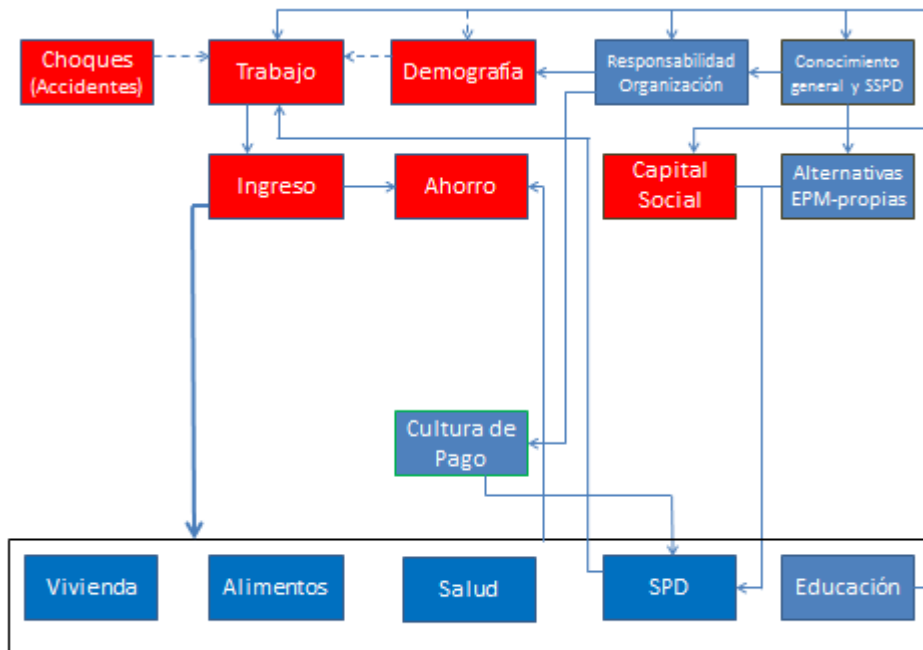 Choques
(Accidentes)
Trabajo
Demografía
Responsabilidad
Organización
Conocimiento
general y SSPD
Ingreso
Ahorro
Capital
Social
Alternativas
EPM-propias
Cultura de
Pago
Vivienda
Alimentos
Salud
SPD
Educación